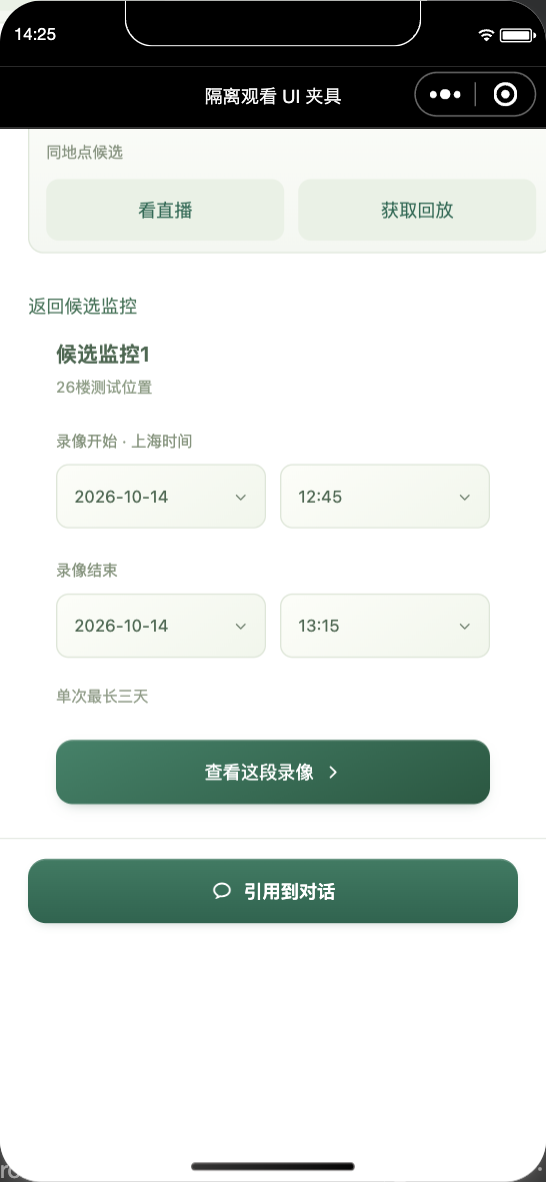 14:25
隔离观看 UI 夹具
同地点候选
看直播
获取回放
返回候选监控
候选监控1
26楼测试位置
录像开始 · 上海时间
2026-10-14
12:45
录像结束
2026-10-14
13:15
单次最长三天
查看这段录像
引用到对话